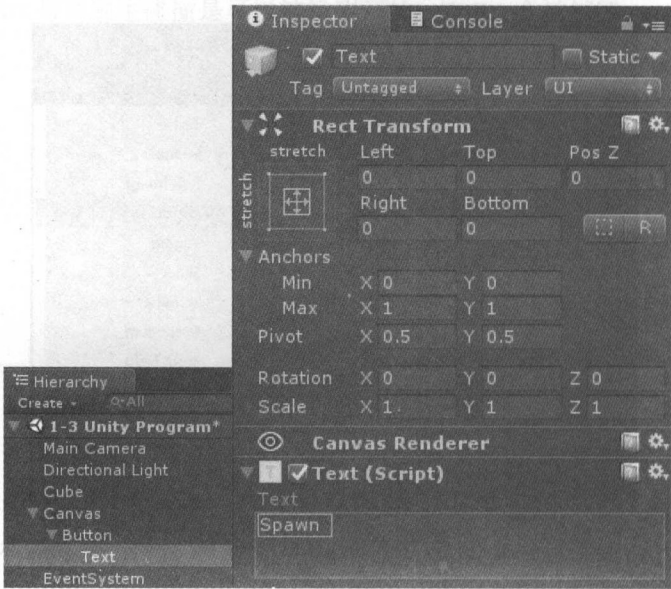 Inspector Console
Text Static
Tag Untagged Layer UI
Rect Transform
stretch Left Top Pos Z
stretch
0 0 0
Right Bottom
0 0 R
Anchors
Min X 0 Y 0
Max X 1 Y 1
Pivot X 0.5 Y 0.5
Rotation X 0 Y 0 Z 0
Scale X 1 Y 1 Z 1
Canvas Renderer
T Text (Script)
Text
Spawn
Hierarchy
Create All
1-3 Unity Program*
Main Camera
Directional Light
Cube
Canvas
Button
Text
EventSystem